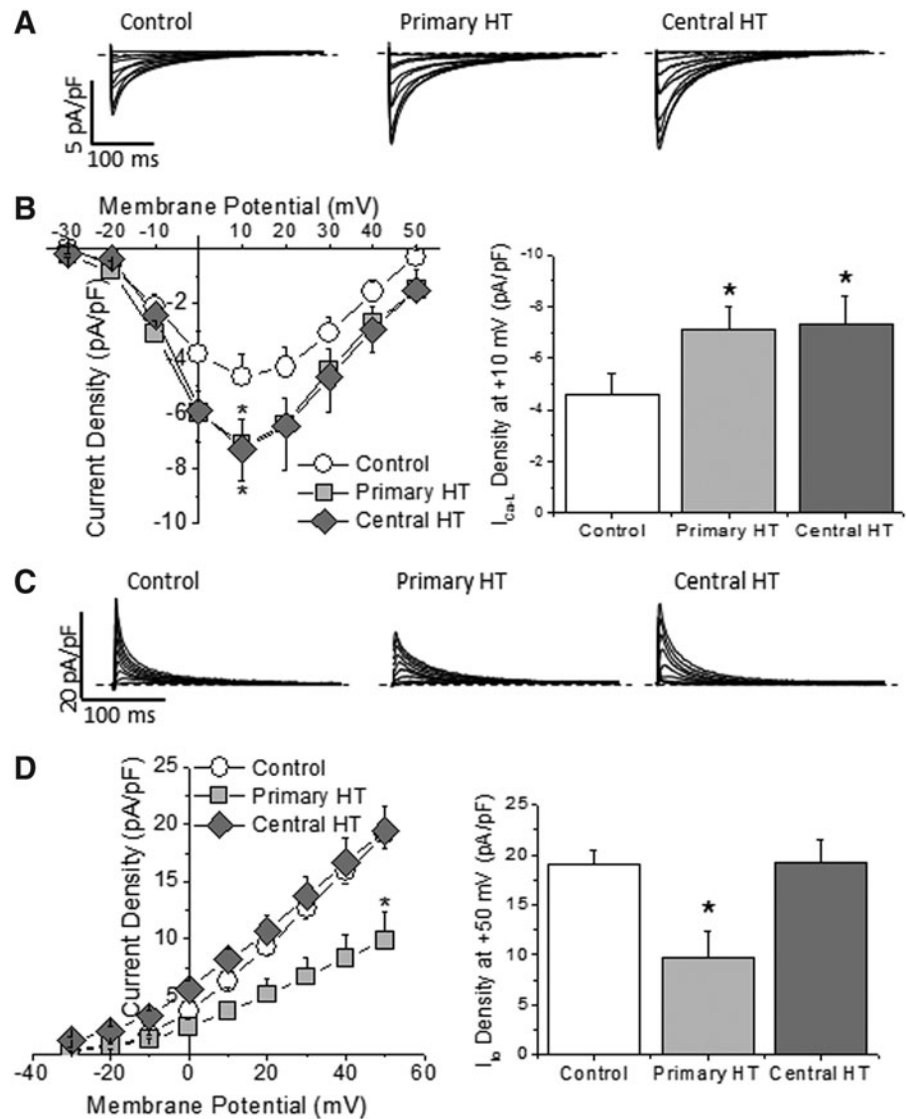 A
Control
Primary HT
Central HT
5 pA/pF
100 ms
B
Membrane Potential (mV)
-30 -20 -10 10 20 30 40 50
Current Density (pA/pF)
-2
-4
-6
-8
-10
*
*
Control
Primary HT
Central HT
I Ca-L Density at +10 mV (pA/pF)
-10
-8
-6
-4
-2
0
* *
Control Primary HT Central HT
C
Control
Primary HT
Central HT
20 pA/pF
100 ms
D
Current Density (pA/pF)
25
20
15
10
5
Control
Primary HT
Central HT
*
-40 -20 0 20 40 60
Membrane Potential (mV)
I to Density at +50 mV (pA/pF)
25
20
15
10
5
0
*
Control Primary HT Central HT